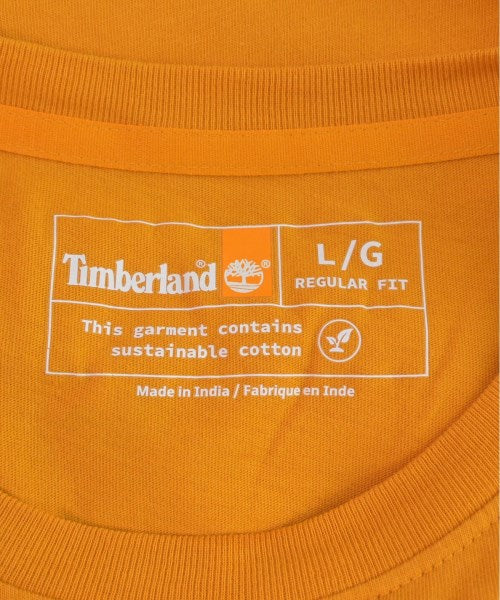 Timberland® ®
L/G
REGULAR FIT
This garment contains
sustainable cotton
Made in India / Fabrique en Inde